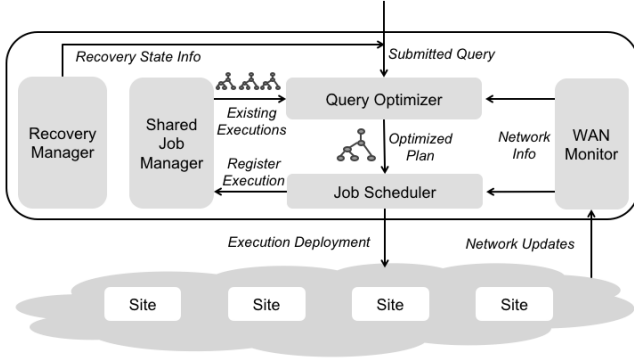 Recovery State Info
Submitted Query
Recovery
Manager
Shared
Job
Manager
Existing
Executions
Query Optimizer
Optimized
Plan
Network
Info
WAN
Monitor
Register
Execution
Job Scheduler
Execution Deployment
Network Updates
Site
Site
Site
Site